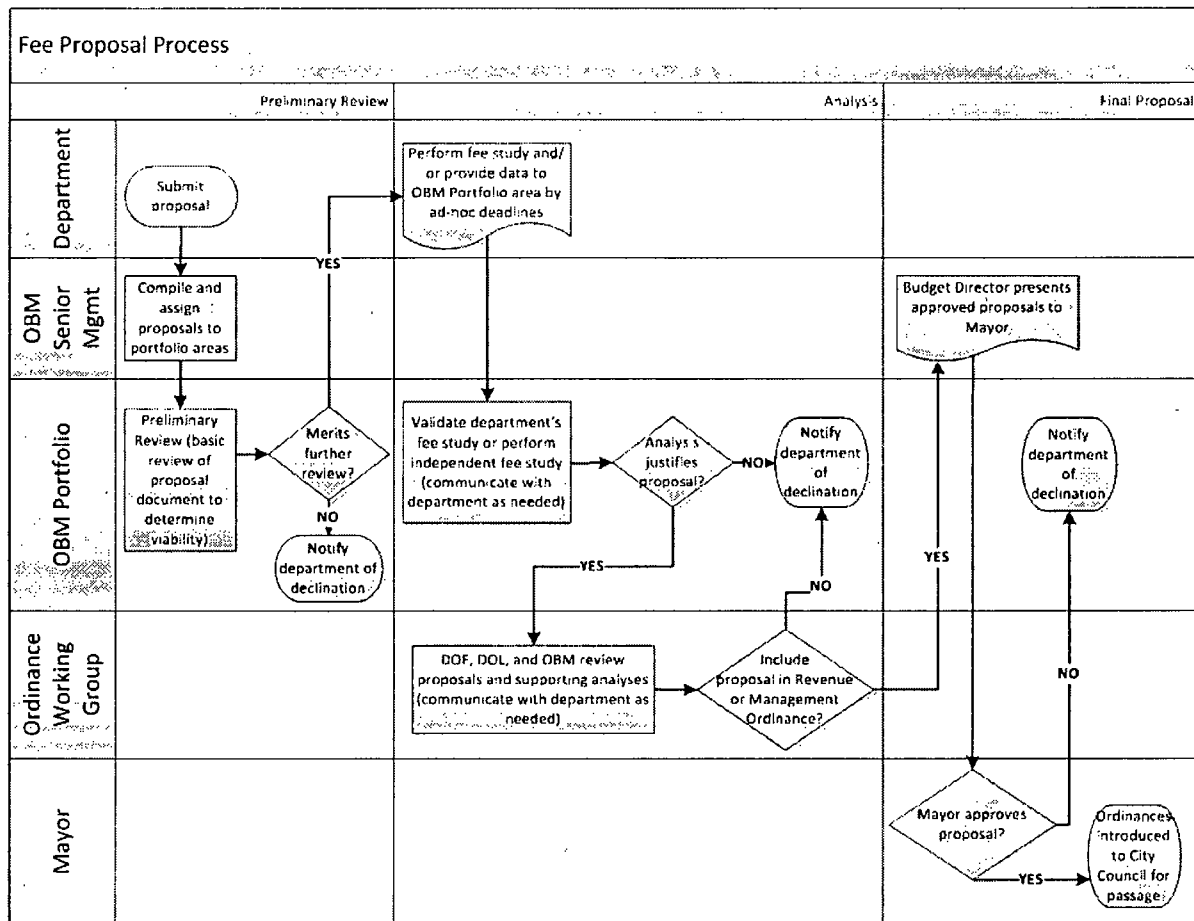 Fee Proposal Process
Preliminary Review
Analysis
Final Proposal
Department
Submit
proposal
YES
Perform fee study and/
or provide data to
OBM Portfolio area by
ad-hoc deadlines
OBM
Senior
Mgmt
Compile and
assign
proposals to
portfolio areas
Budget Director presents
approved proposals to
Mayor
OBM Portfolio
Preliminary
Review (basic
review of
proposal
document to
determine
viability)
Merits
further
review?
NO
Notify
department of
declination
Validate department's
fee study or perform
independent fee study
(communicate with
department as needed)
Analysis
justifies
proposal?
NO
Notify
department
of
declination
YES
NO
YES
Notify
department
of
declination
Ordinance
Working
Group
DOF, DOL, and OBM review
proposals and supporting analyses
(communicate with department as
needed)
Include
proposal in Revenue
or Management
Ordinance?
NO
Mayor
Mayor approves
proposal?
YES
Ordinances
introduced
to City
Council for
passage